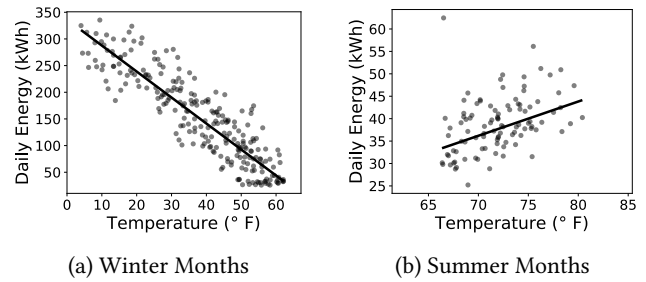 350
300
250
200
150
100
50
0 10 20 30 40 50 60
Daily Energy (kWh)
Temperature (° F)
(a) Winter Months
60
55
50
45
40
35
30
25
65 70 75 80 85
Daily Energy (kWh)
Temperature (° F)
(b) Summer Months